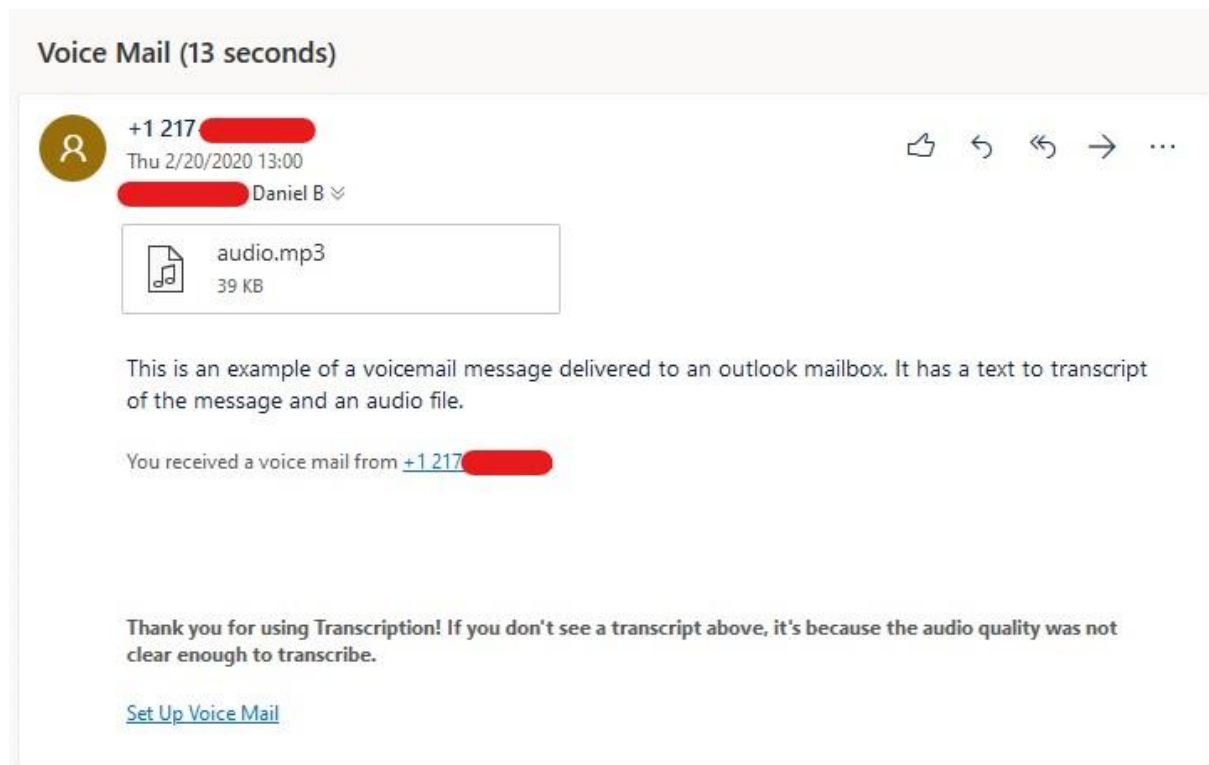 Voice Mail (13 seconds)
+1 217
Thu 2/20/2020 13:00
Daniel B
audio.mp3
39 KB
This is an example of a voicemail message delivered to an outlook mailbox. It has a text to transcript
of the message and an audio file.
You received a voice mail from +1 217
Thank you for using Transcription! If you don't see a transcript above, it's because the audio quality was not
clear enough to transcribe.
Set Up Voice Mail